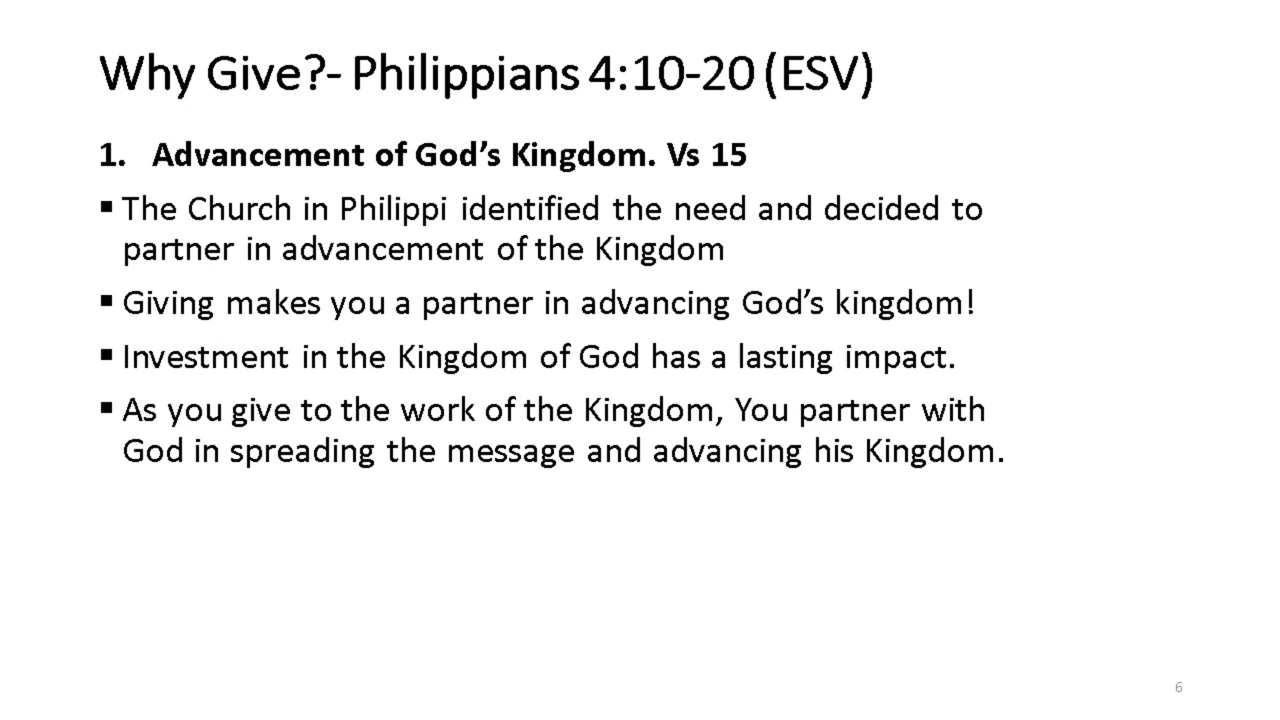 Why Give?- Philippians 4:10-20 (ESV)
1. Advancement of God’s Kingdom. Vs 15
▪ The Church in Philippi identified the need and decided to
partner in advancement of the Kingdom
▪ Giving makes you a partner in advancing God’s kingdom!
▪ Investment in the Kingdom of God has a lasting impact.
▪ As you give to the work of the Kingdom, You partner with
God in spreading the message and advancing his Kingdom.
6